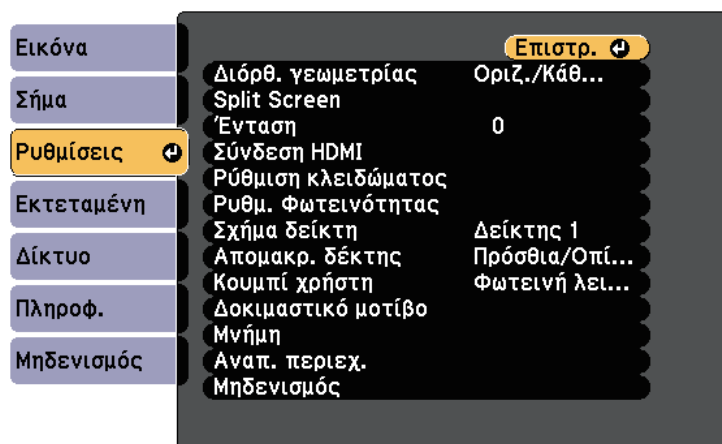 Εικόνα
Σήμα
Ρυθμίσεις
Εκτεταμένη
Δίκτυο
Πληροφ.
Μηδενισμός
Επιστρ.
Διόρθ. γεωμετρίας Οριζ./Κάθ...
Split Screen
Ένταση 0
Σύνδεση HDMI
Ρύθμιση κλειδώματος
Ρυθμ. Φωτεινότητας
Σχήμα δείκτη Δείκτης 1
Απομακρ. δέκτης Πρόσθια/Οπί...
Κουμπί χρήστη Φωτεινή λει...
Δοκιμαστικό μοτίβο
Μνήμη
Αναπ. περιεχ.
Μηδενισμός